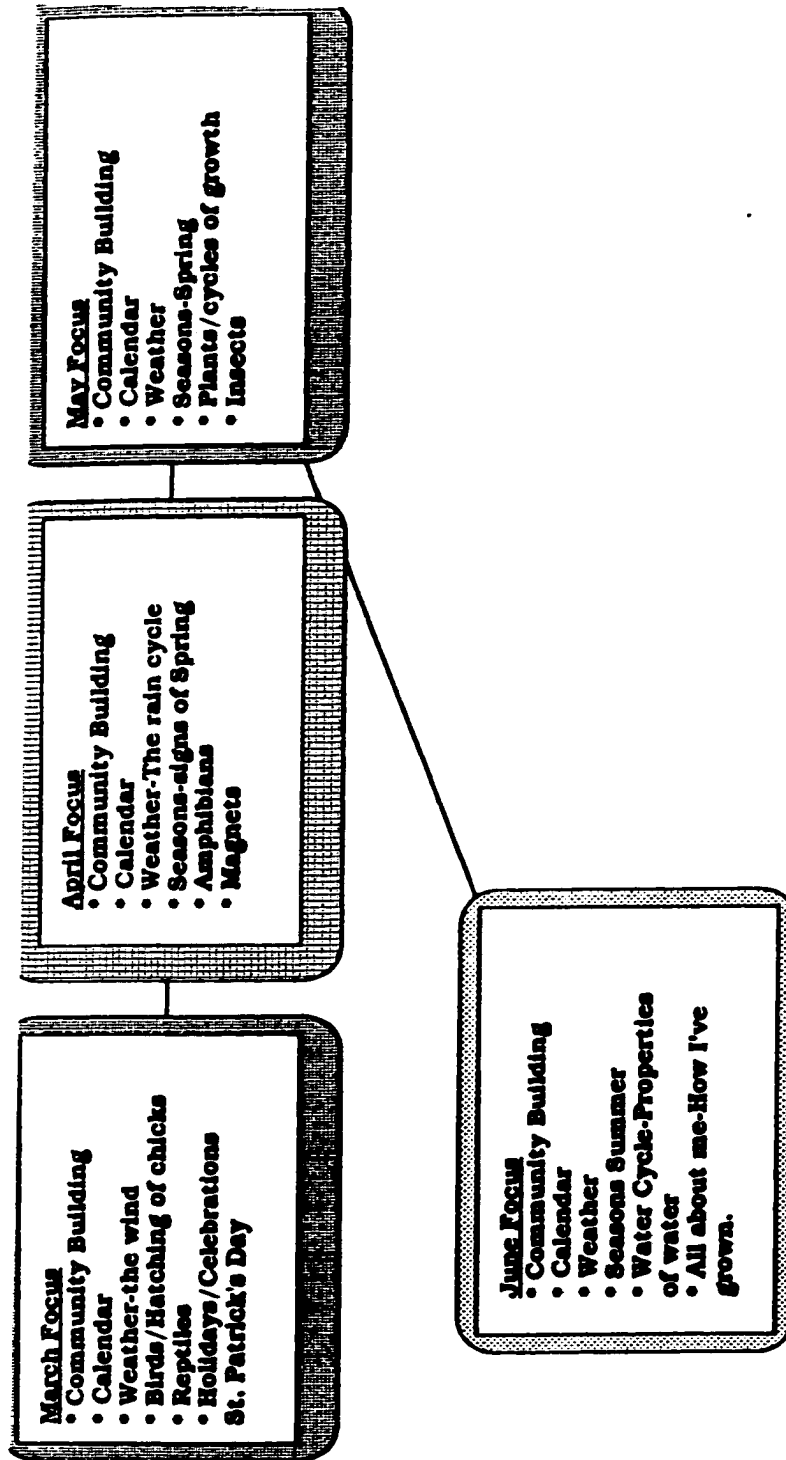 March Focus
• Community Building
• Calendar
• Weather-the wind
• Birds/Hatching of chicks
• Reptiles
• Holidays/Celebrations
St. Patrick's Day
April Focus
• Community Building
• Calendar
• Weather-The rain cycle
• Seasons-signs of Spring
• Amphibians
• Magnets
May Focus
• Community Building
• Calendar
• Weather
• Seasons-Spring
• Plants/cycles of growth
• Insects
June Focus
• Community Building
• Calendar
• Weather
• Seasons Summer
• Water Cycle-Properties
of water
• All about me-How I've
grown.